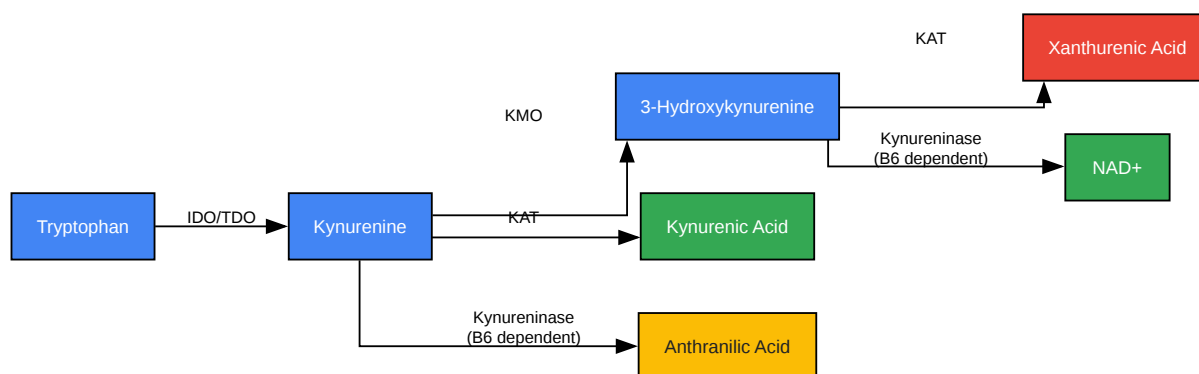 KAT
Xanthurenic Acid
3-Hydroxykynurenine
KMO
Kynureninase
(B6 dependent)
NAD+
Tryptophan
IDO/TDO
Kynurenine
KAT
Kynurenic Acid
Kynureninase
(B6 dependent)
Anthranilic Acid